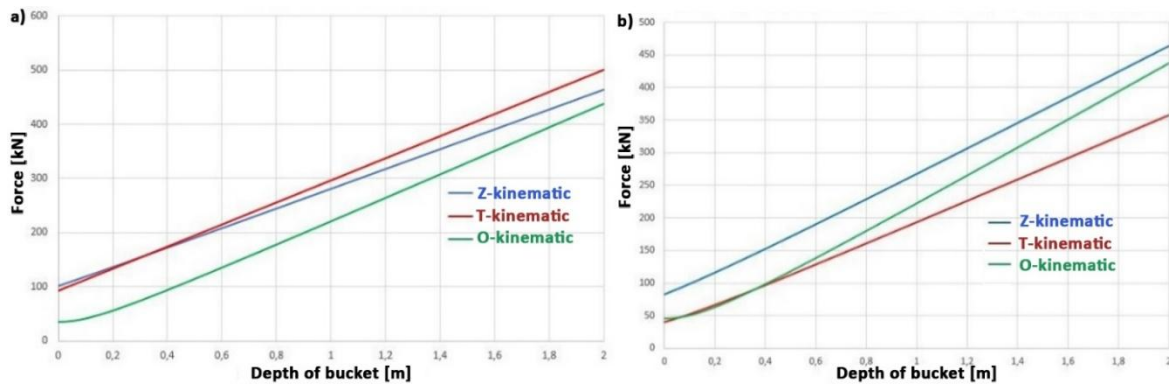 a)
600
500
400
300
200
100
0
Force [kN]
Z-kinematic
T-kinematic
O-kinematic
0 0,2 0,4 0,6 0,8 1 1,2 1,4 1,6 1,8 2
Depth of bucket [m]
b)
500
450
400
350
300
250
200
150
100
50
0
Force [kN]
Z-kinematic
T-kinematic
O-kinematic
0 0,2 0,4 0,6 0,8 1 1,2 1,4 1,6 1,8 2
Depth of bucket [m]